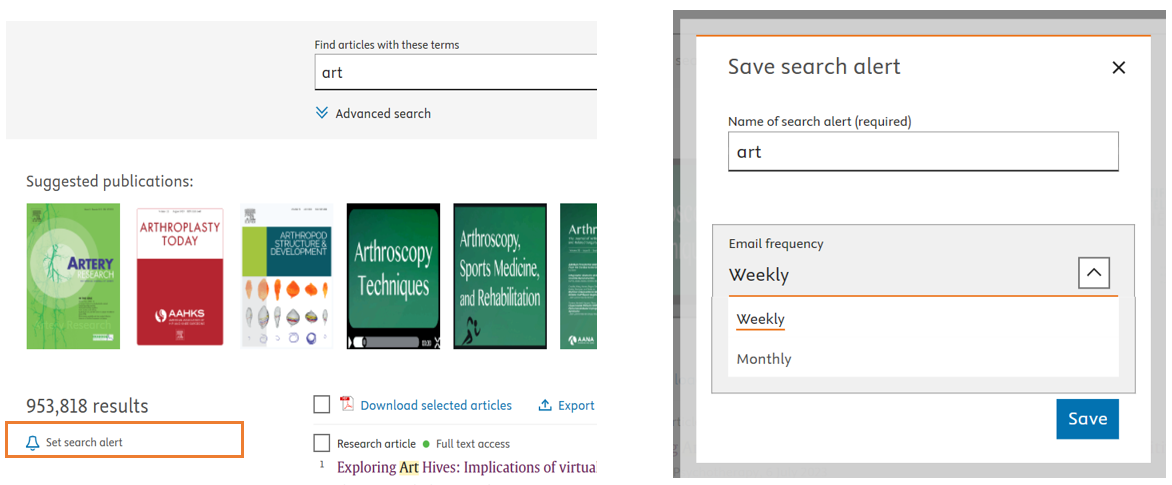 Find articles with these terms
art
Advanced search
Suggested publications:
ARTERY
RESEARCH
ARTHROPLASTY
TODAY
AAHKS
ARTHROPOD
STRUCTURE &
DEVELOPMENT
Arthroscopy
Techniques
Arthroscopy,
Sports Medicine,
and Rehabilitation
Arthr
AANA
953,818 results
Download selected articles
Export
Set search alert
Research article
Full text access
1
Exploring Art Hives: Implications of virtual
Save search alert
Name of search alert (required)
art
Email frequency
Weekly
Weekly
Monthly
Save